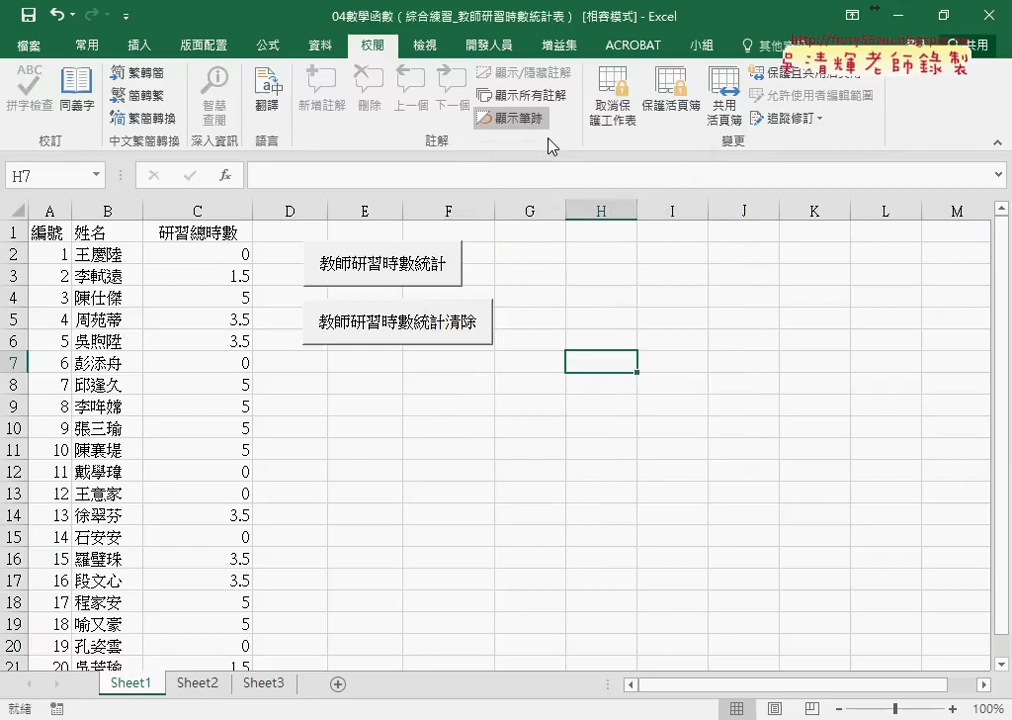 04數學函數（綜合練習_教師研習時數統計表） [相容模式] - Excel
檔案 常用 插入 版面配置 公式 資料 校閱 檢視 開發人員 增益集 ACROBAT 小組 其他 共用
吳清輝老師錄製
ABC 拼字檢查 同義字 繁轉簡 簡轉繁 繁簡轉換 智慧查閱 翻譯 新增註解 刪除 上一個 下一個 顯示/隱藏註解 顯示所有註解 顯示筆跡 取消保護工作表 保護活頁簿 共用活頁簿 允許使用者編輯範圍 追蹤修訂
校訂 中文繁簡轉換 深入資訊 語言 註解 變更
H7 fx
A B C D E F G H I J K L M
1 編號 姓名 研習總時數
2 1 王慶陸 0
教師研習時數統計
3 2 李軾遠 1.5
4 3 陳仕傑 5
5 4 周苑蒂 3.5
教師研習時數統計清除
6 5 吳煦陞 3.5
7 6 彭添舟 0
8 7 邱逢久 5
9 8 李哖嫦 5
10 9 張三瑜 5
11 10 陳襄堤 5
12 11 戴學瑋 0
13 12 王意家 0
14 13 徐翠芬 3.5
15 14 石安安 0
16 15 羅璧珠 3.5
17 16 段文心 3.5
18 17 程家安 5
19 18 喻又豪 5
20 19 孔姿雲 0
21 20 1.5
Sheet1 Sheet2 Sheet3
就緒 100%